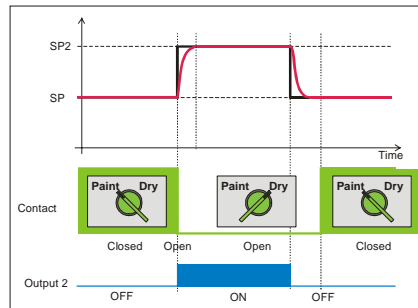 SP2
SP
Time
Contact
Paint Dry
Paint Dry
Paint Dry
Closed Open Open Closed
Output 2
OFF ON OFF